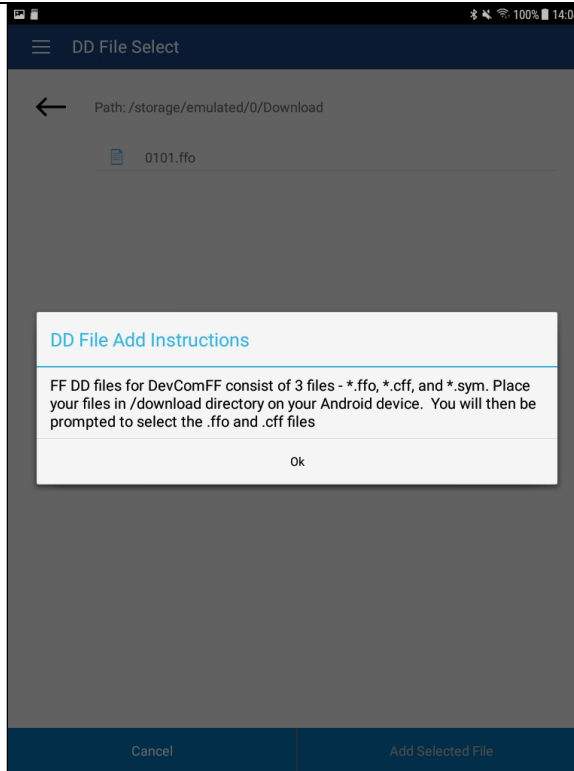 100% 14:0
DD File Select
Path: /storage/emulated/0/Download
0101.ffo
DD File Add Instructions
FF DD files for DevComFF consist of 3 files - *.ffo, *.cff, and *.sym. Place
your files in /download directory on your Android device. You will then be
prompted to select the .ffo and .cff files
Ok
Cancel
Add Selected File